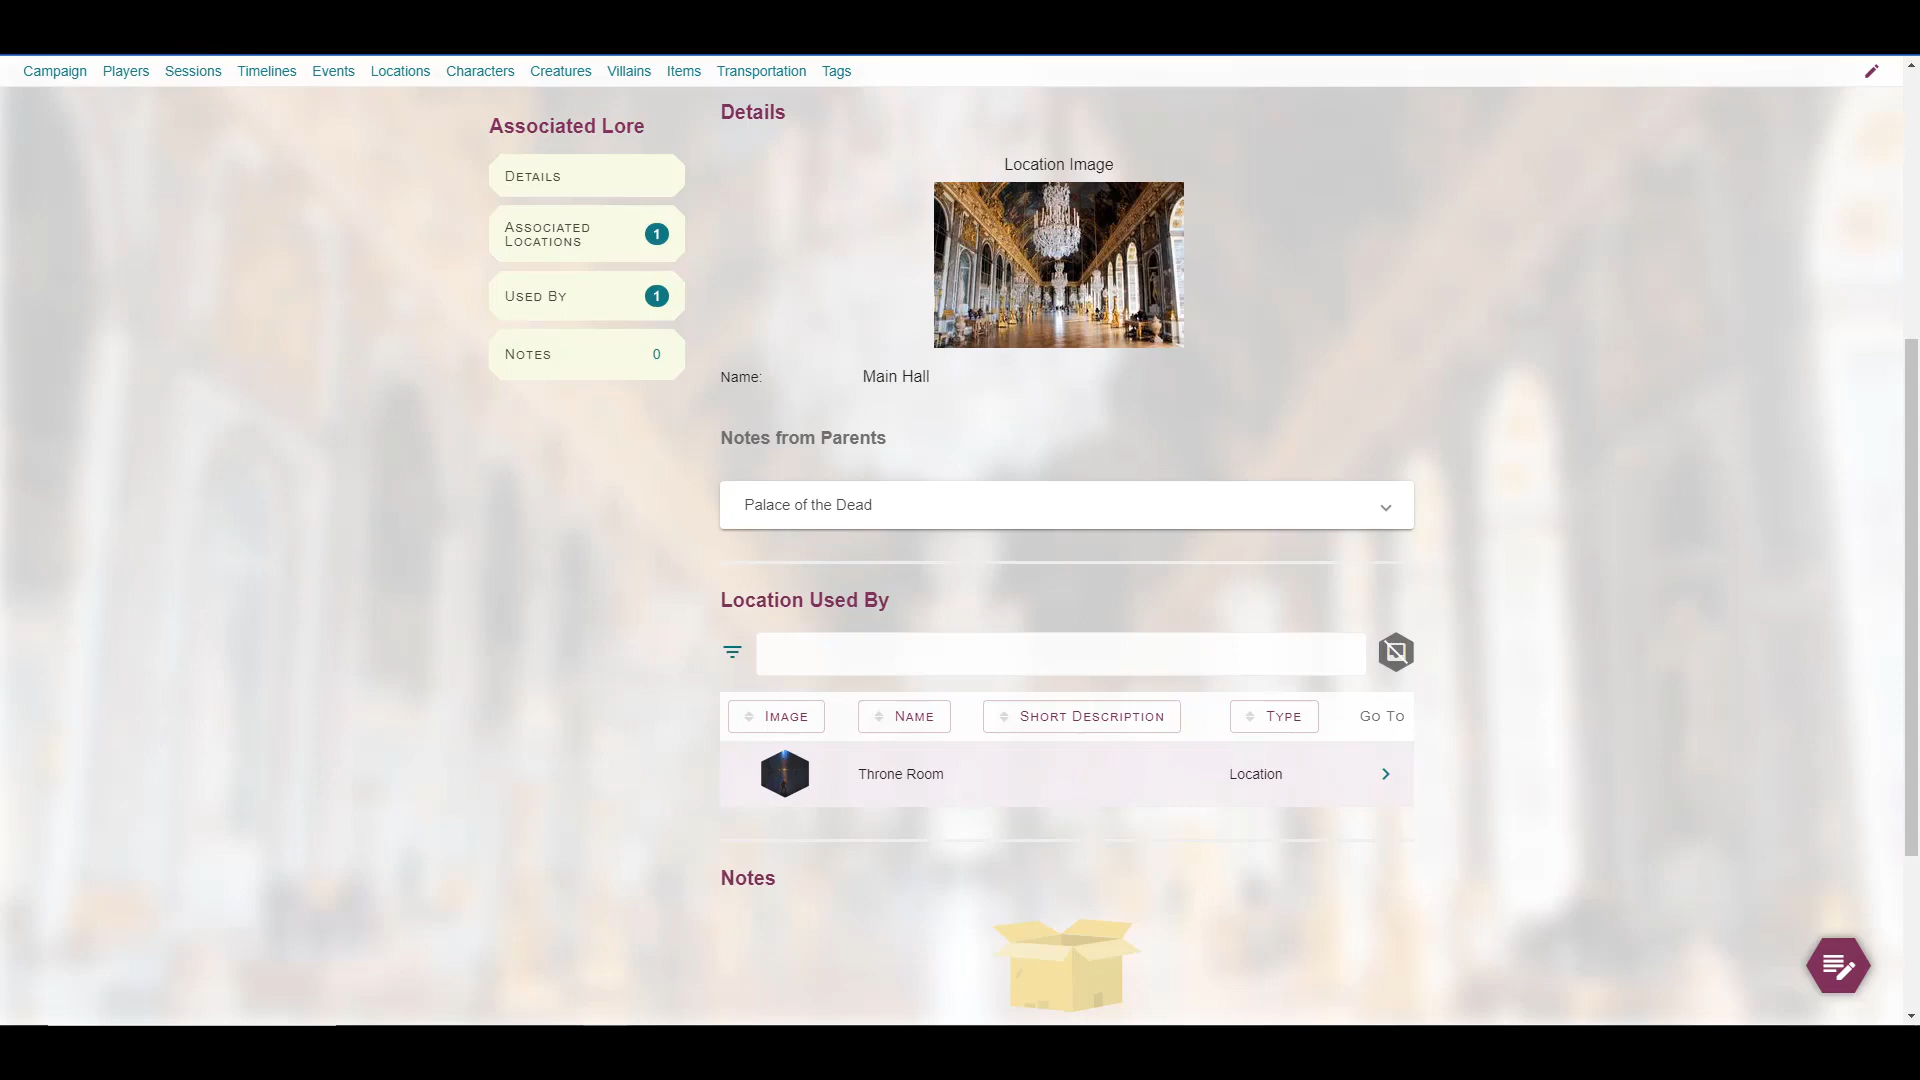 Campaign Players Sessions Timelines Events Locations Characters Creatures Villains Items Transportation Tags
Associated Lore
Details
Associated
Locations
1
Used By 1
Notes 0
Details
Location Image
Name: Main Hall
Notes from Parents
Palace of the Dead
Location Used By
Image Name Short Description Type Go To
Throne Room Location
Notes